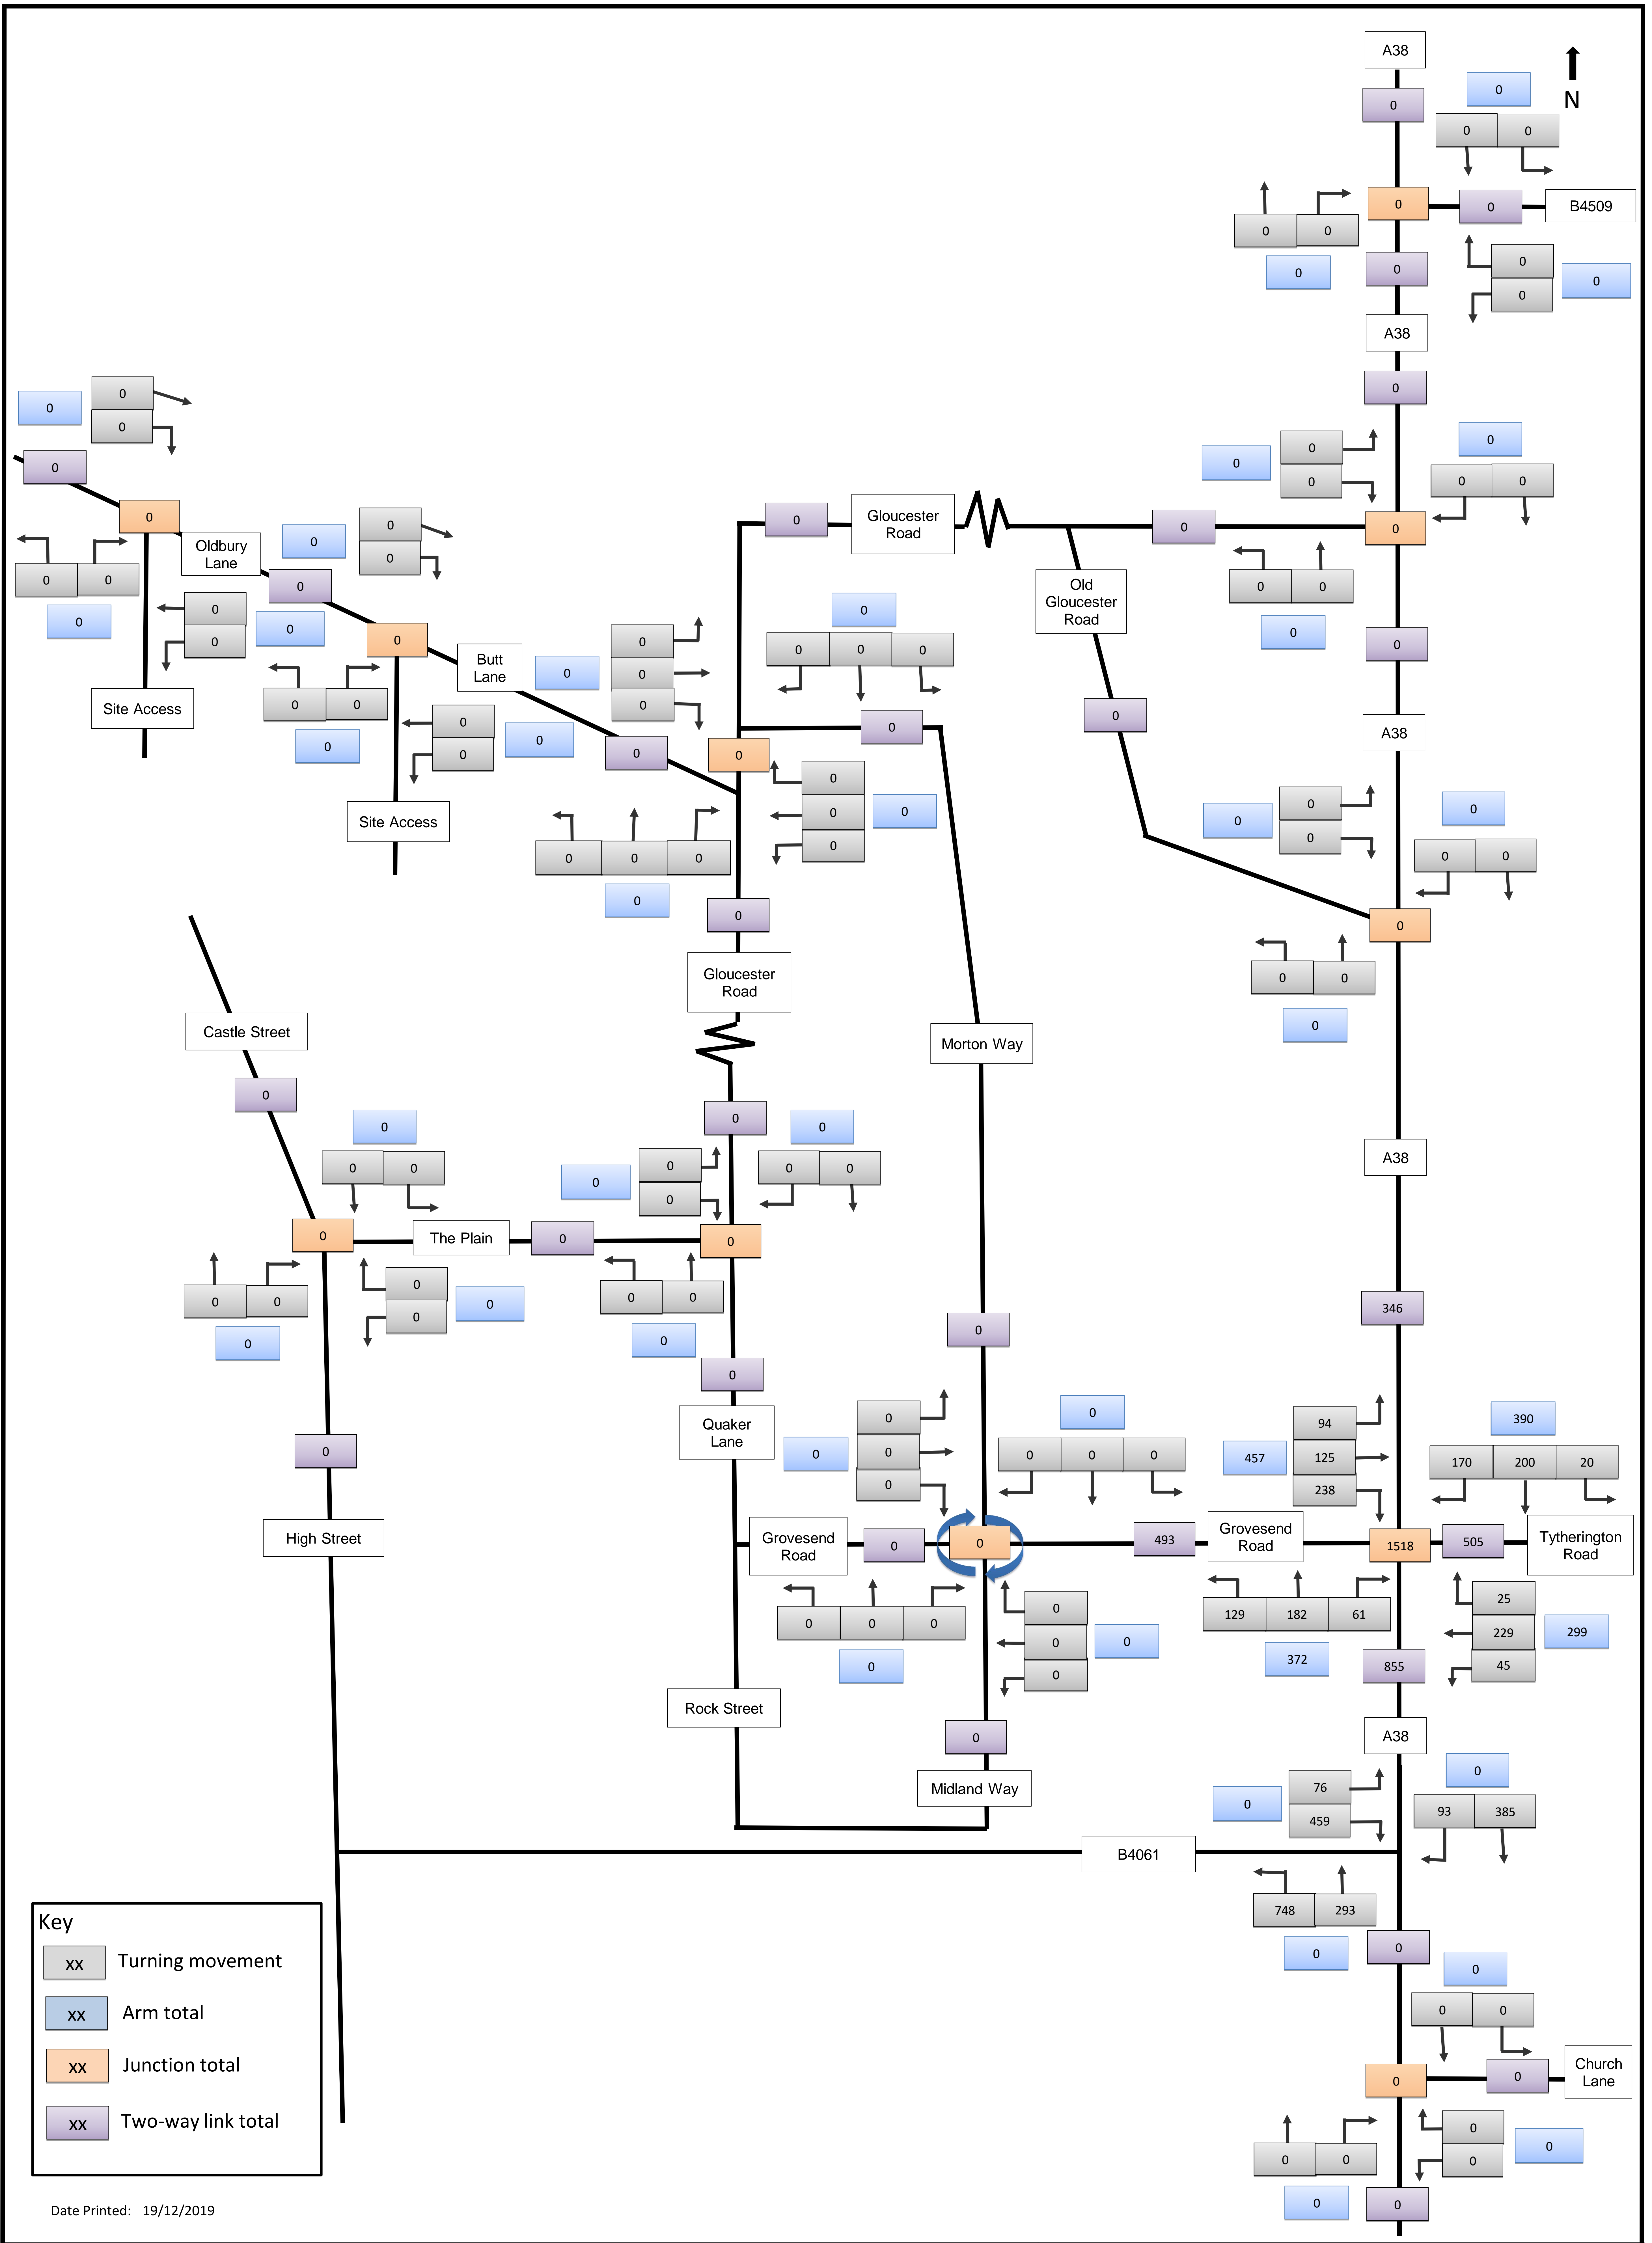 A38
N
0
0
0 0
0
B4509
0
0
0 0
0
0
0
0
0
A38
0
0
0
0
0
0
0
0
0
0 0
0
0
0
Gloucester
Road
0
0
0 0
0
0
Oldbury
Lane
0
0
0
0
0 0
0
0
0
0
0
Old
Gloucester
Road
0
0
0
0
0
0
0
0
0 0 0
0
Butt
Lane
0
0 0
0
Site Access
0
0
0
0
0
A38
0
0
0
0
0
0
Site Access
0 0 0
0
0
0
0
0
0
0 0
0
0
0 0
0
Gloucester
Road
Castle Street
Morton Way
0
0
0
0 0
0
0
0
0
0
0 0
A38
0
The Plain
0
0
0 0
0
0
0
0
0 0
0
0
346
0
0
Quaker
Lane
0
0
0
0
0
0 0 0
457
94
125
238
390
170 200 20
High Street
Grovesend
Road
0
0
493
Grovesend
Road
1518
505
Tytherington
Road
0 0 0
0
0
0
0
0
129 182 61
372
25
229
45
299
855
Rock Street
0
A38
Midland Way
0
76
459
0
93 385
B4061
748 293
0
0
Key
xx Turning movement
xx Arm total
xx Junction total
xx Two-way link total
0
0 0
0
0
Church
Lane
0 0
0
0
0
0
0
Date Printed: 19/12/2019